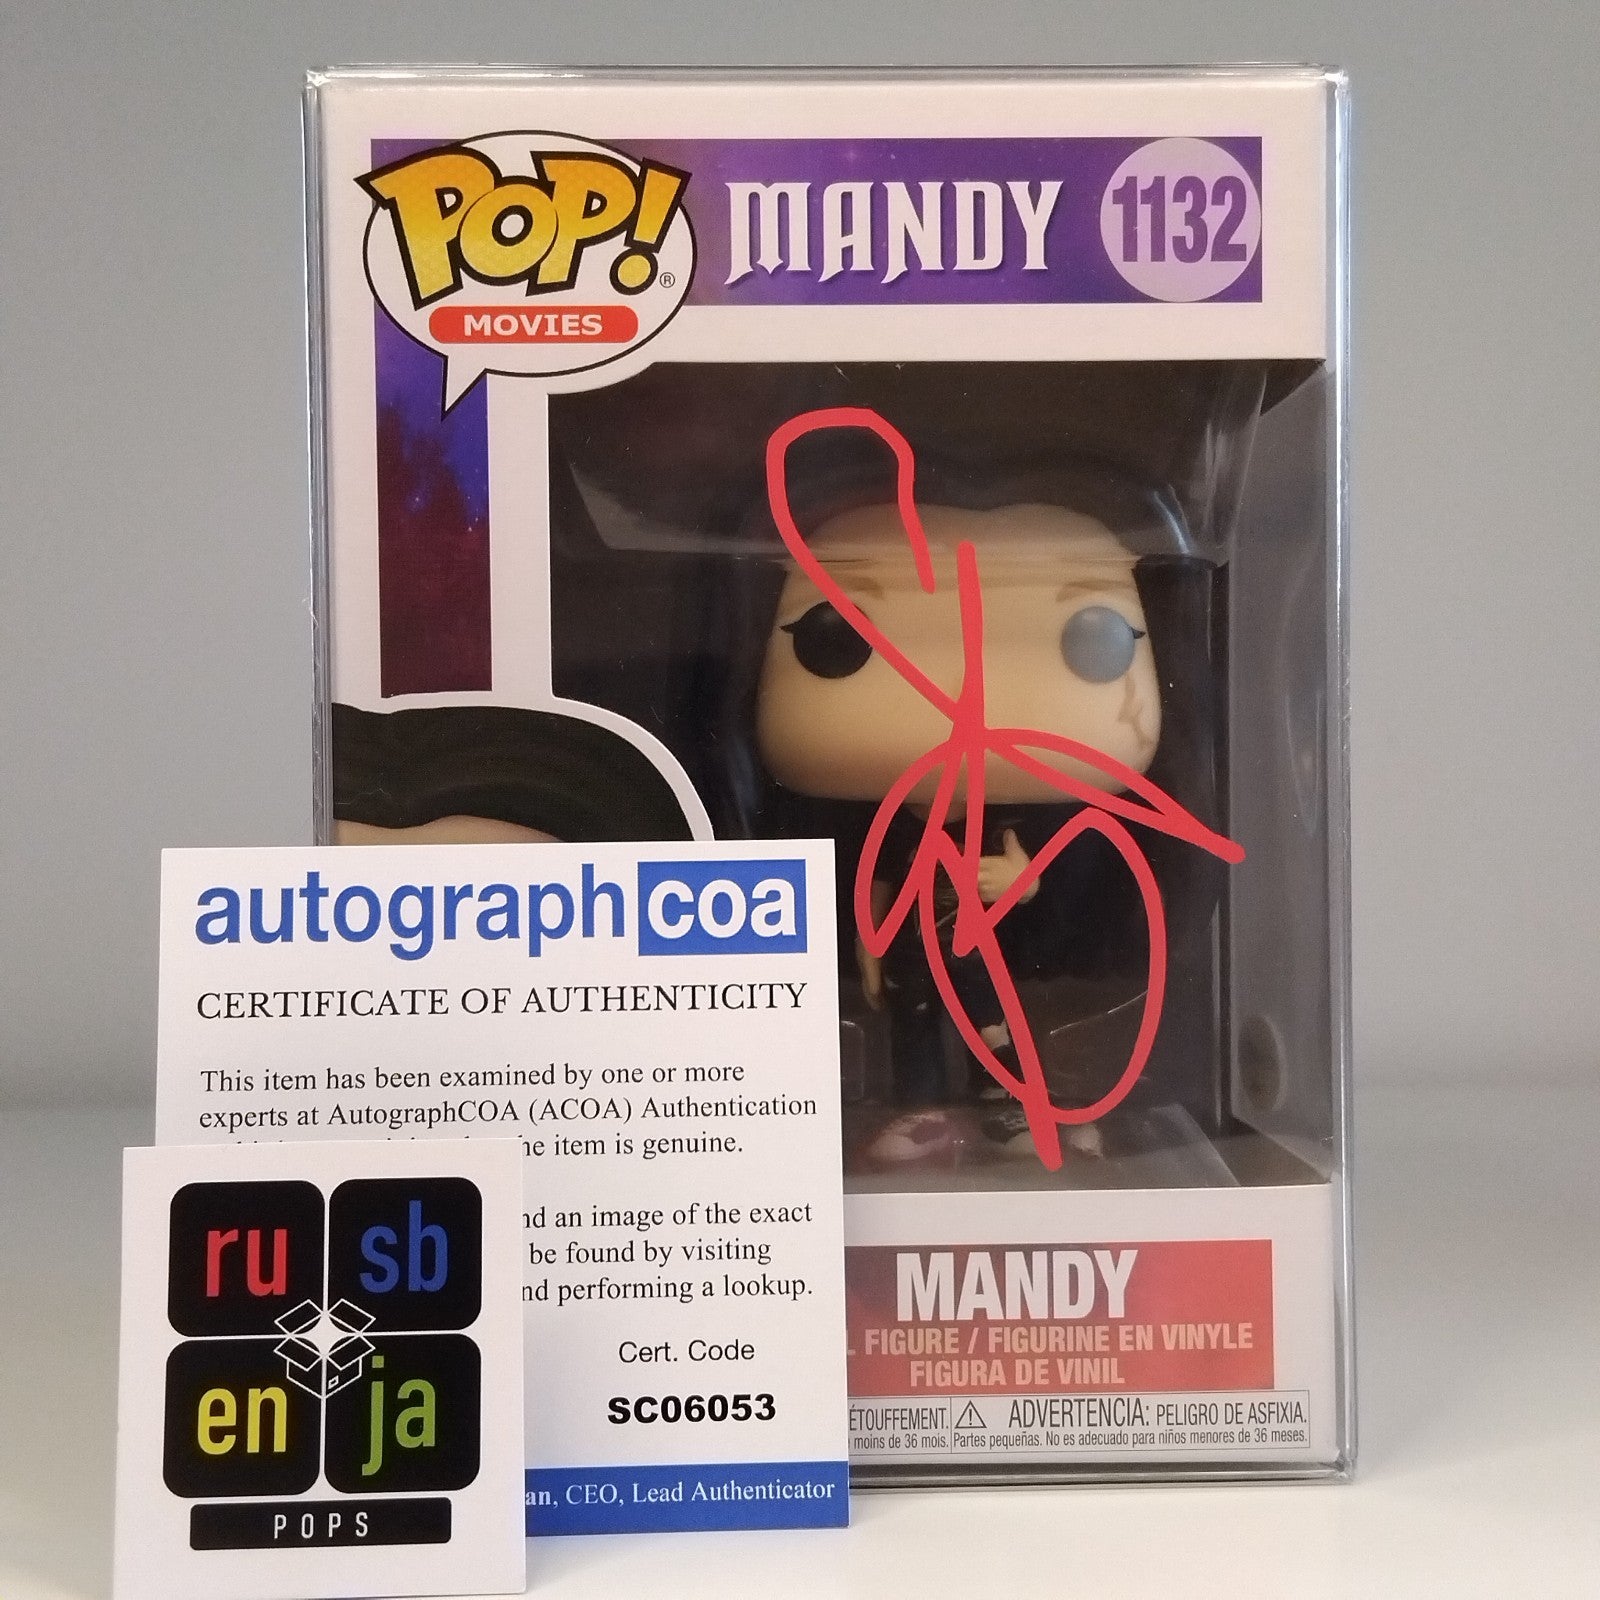 POP!®
MOVIES
MANDY
1132
autograph coa
CERTIFICATE OF AUTHENTICITY
This item has been examined by one or more
experts at AutographCOA (ACOA) Authentication
item is genuine.
an image of the exact
be found by visiting
performing a lookup.
Cert. Code
SC06053
CEO, Lead Authenticator
ru sb
en ja
POPS
MANDY
FIGURE / FIGURINE EN VINYLE
FIGURA DE VINIL
ÉTOUFFEMENT. ⚠ ADVERTENCIA: PELIGRO DE ASFIXIA.
moins de 36 mois. Partes pequeñas. No es adecuado para niños menores de 36 meses.